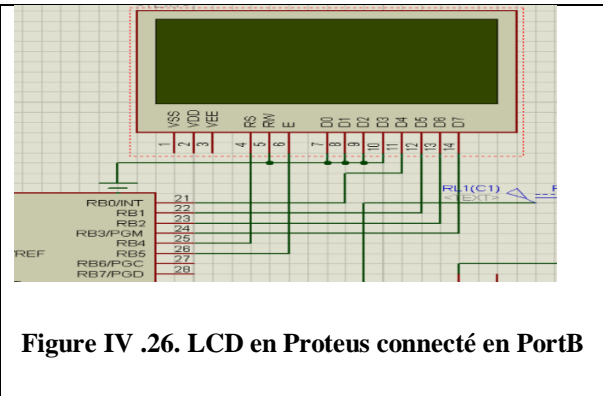 VSS VDD VEE RS RW E D0 D1 D2 D3 D4 D5 D6 D7
1 2 3 4 5 6 7 8 9 10 11 12 13 14
RL1(C1)
<TEXT>
RB0/INT 21
RB1 22
RB2 23
RB3/PGM 24
RB4 25
/REF RB5 26
RB6/PGC 27
RB7/PGD 28
Figure IV .26. LCD en Proteus connecté en PortB